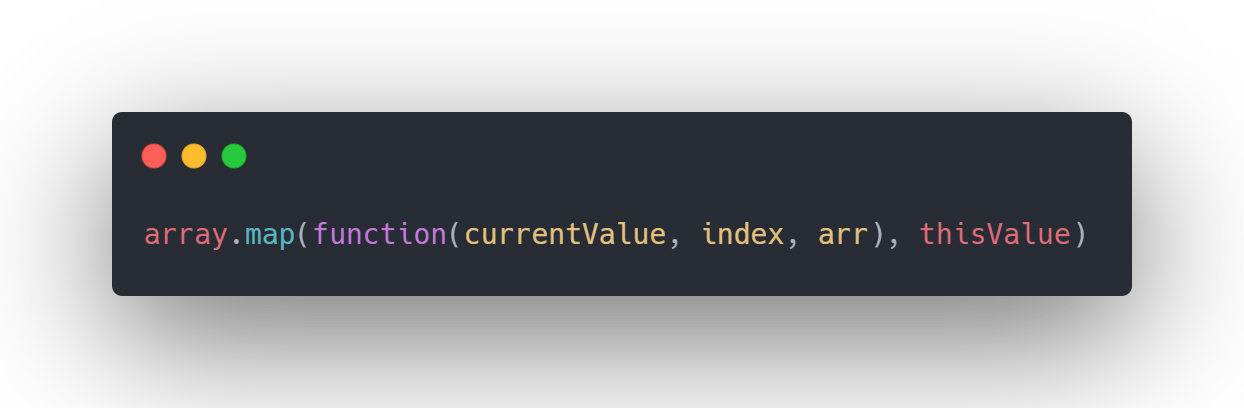 array.map(function(currentValue, index, arr), thisValue)